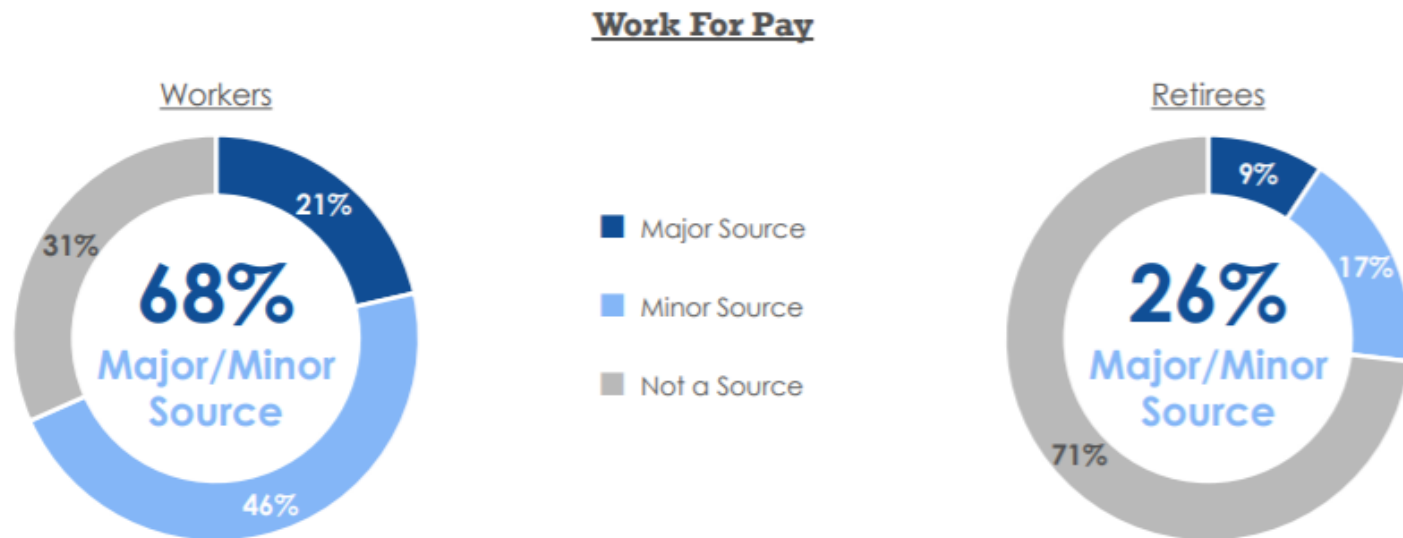 Work For Pay
Workers
21%
31%
68%
Major/Minor
Source
46%
Major Source
Minor Source
Not a Source
Retirees
9%
17%
26%
Major/Minor
Source
71%